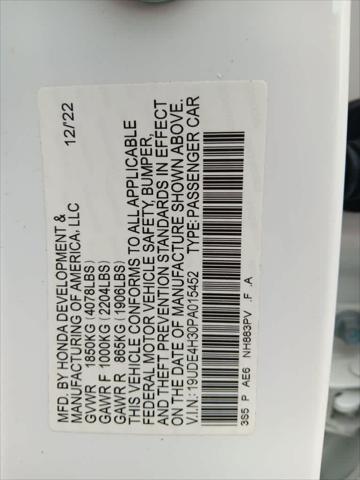 MFD. BY HONDA DEVELOPMENT &
MANUFACTURING OF AMERICA, LLC 12/22
GVWR 1850KG (4078LBS)
GAWR F 1000KG (2204LBS)
GAWR R 865KG (1908LBS)
THIS VEHICLE CONFORMS TO ALL APPLICABLE
FEDERAL MOTOR VEHICLE SAFETY, BUMPER,
AND THEFT PREVENTION STANDARDS IN EFFECT
ON THE DATE OF MANUFACTURE SHOWN ABOVE.
V.I.N.: 19UDE4H30PA015452 TYPE: PASSENGER CAR
3S5 P AE6 NH883PV .F .A